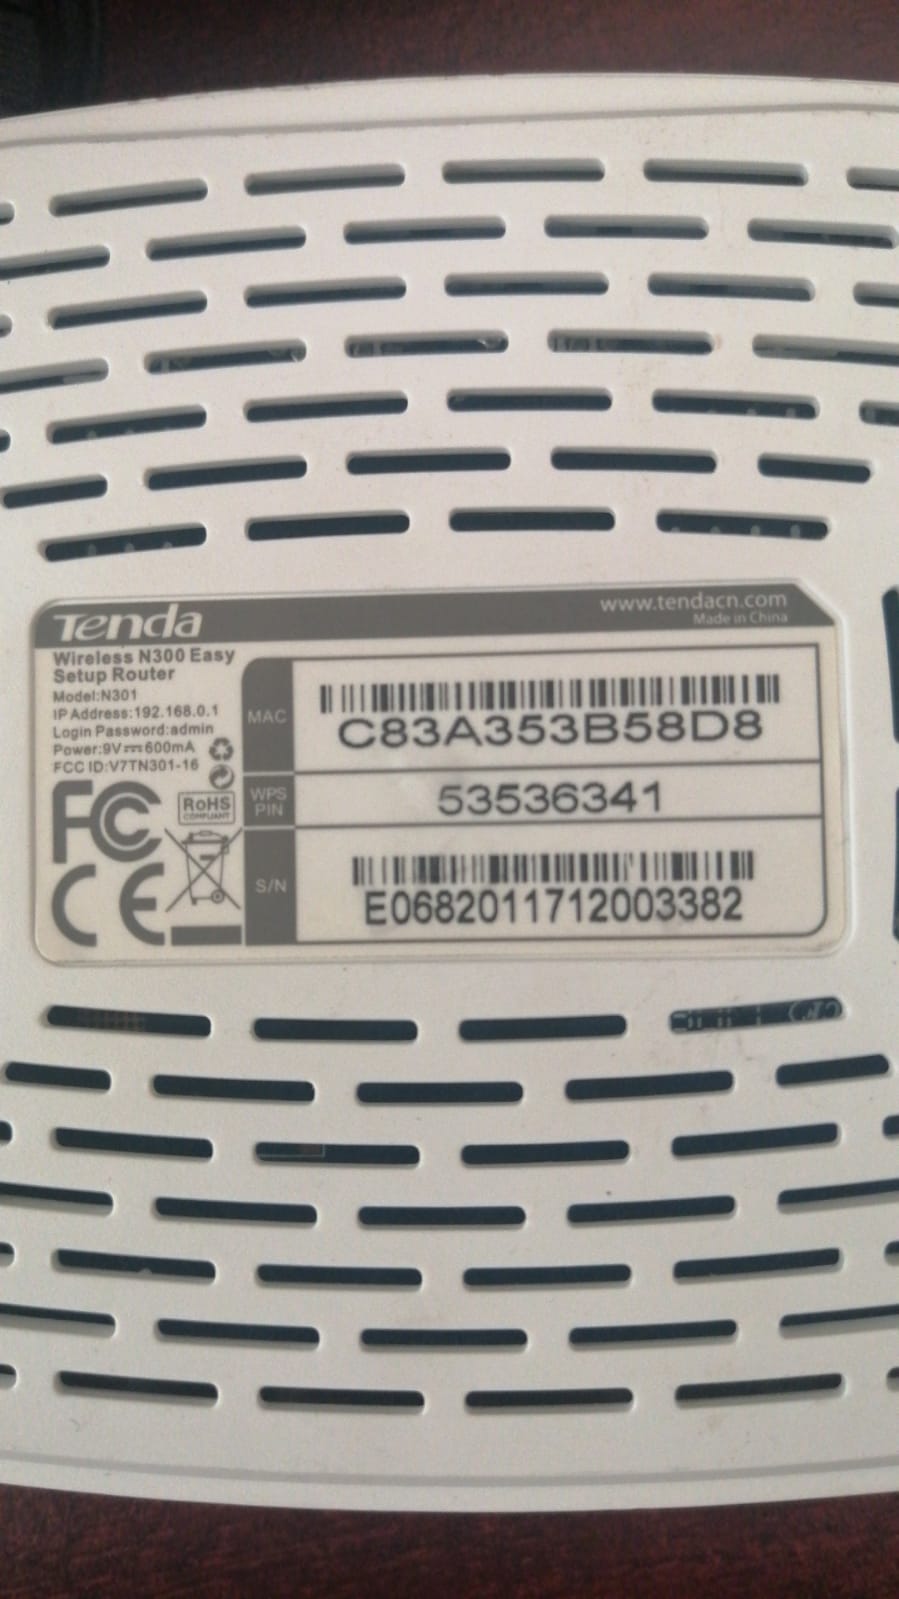 Tenda
www.tendacn.com
Made in China
Wireless N300 Easy
Setup Router
Model:N301
IP Address:192.168.0.1
Login Password:admin
Power:9V⎓600mA
FCC ID:V7TN301-16
FC
RoHS
COMPLIANT
CE
MAC
C83A353B58D8
WPS
PIN
53536341
S/N
E0682011712003382